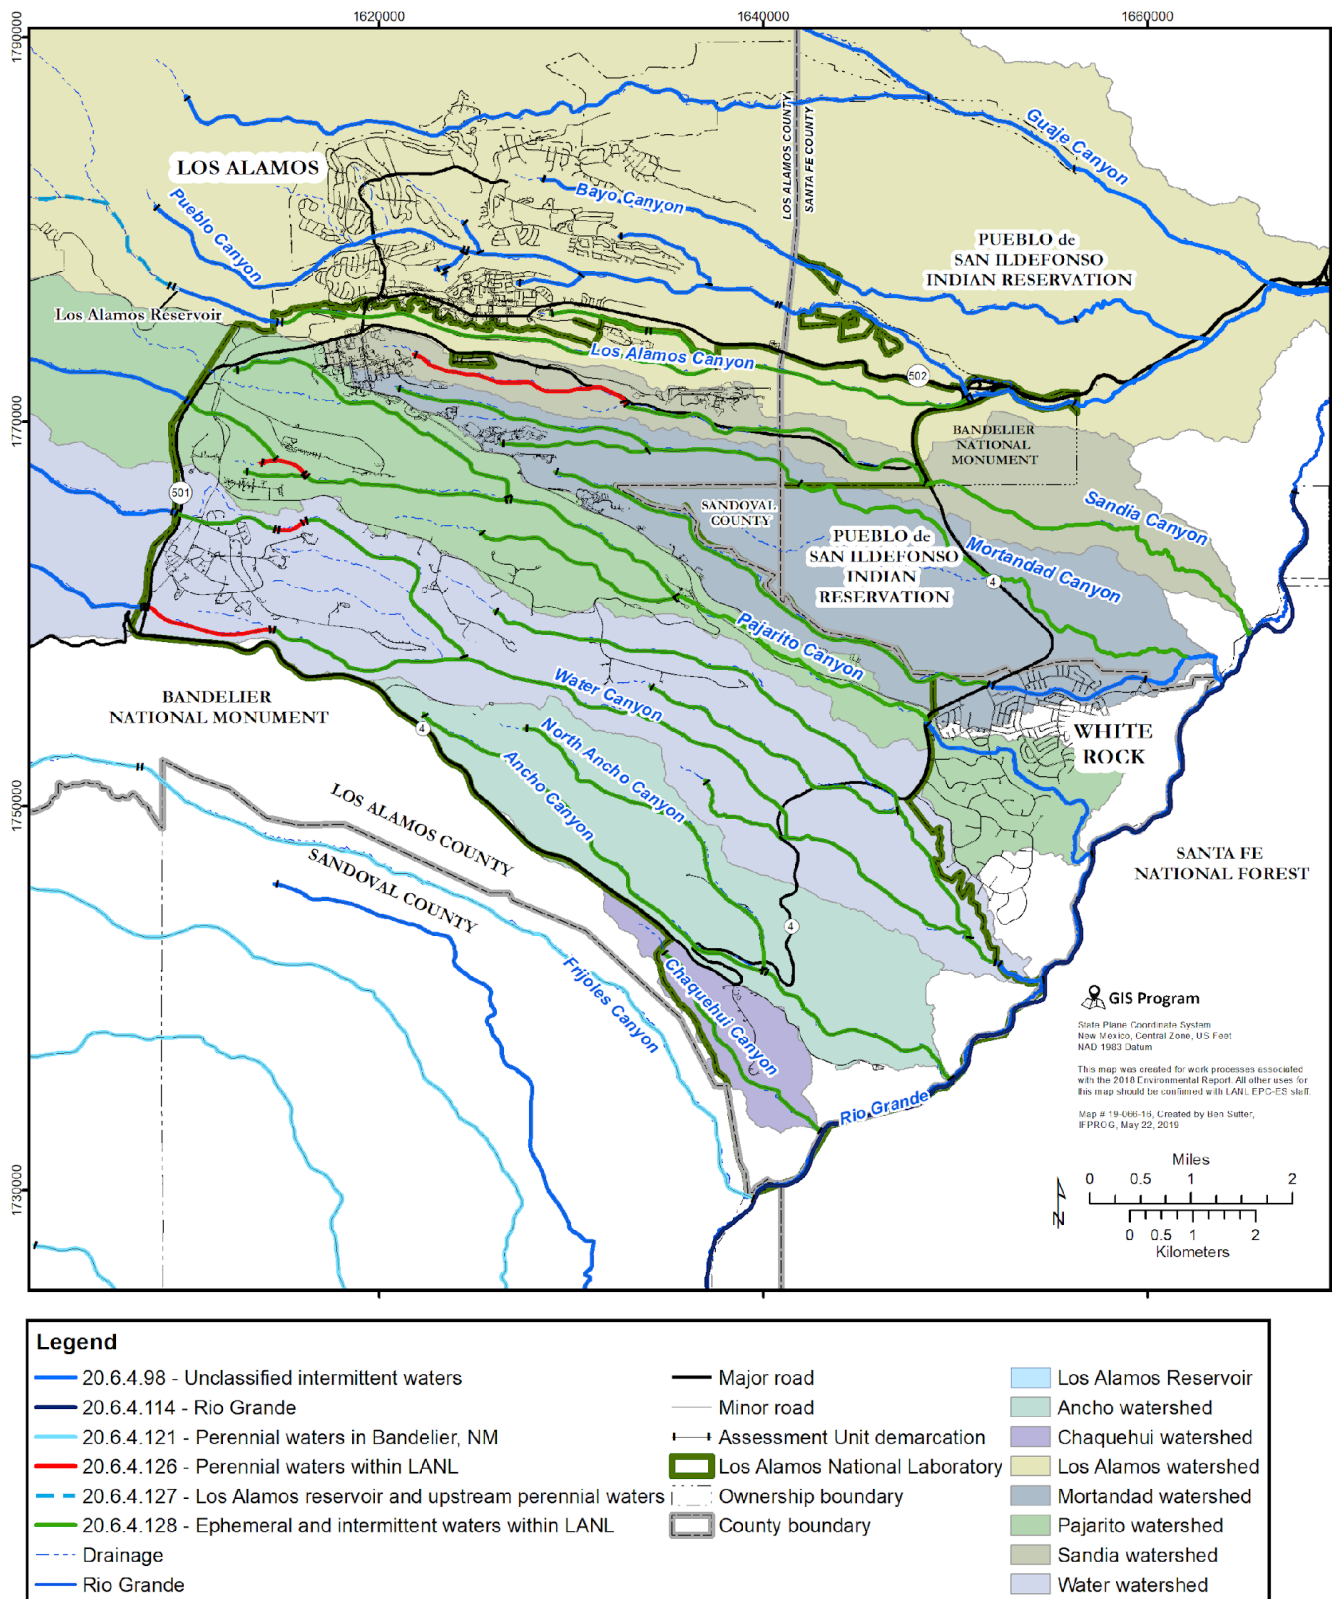 1620000
1640000
1660000
1790000
1770000
1750000
1730000
LOS ALAMOS COUNTY
SANTA FE COUNTY
Guaje Canyon
LOS ALAMOS
Bayo Canyon
Pueblo Canyon
PUEBLO de
SAN ILDEFONSO
INDIAN RESERVATION
Los Alamos Reservoir
Los Alamos Canyon
502
BANDELIER
NATIONAL
MONUMENT
501
SANDOVAL
COUNTY
Sandia Canyon
PUEBLO de
SAN ILDEFONSO
INDIAN
RESERVATION
Mortandad Canyon
4
Pajarito Canyon
BANDELIER
NATIONAL MONUMENT
Water Canyon
4
North Ancho Canyon
Ancho Canyon
WHITE
ROCK
LOS ALAMOS COUNTY
SANDOVAL COUNTY
SANTA FE
NATIONAL FOREST
4
Frijoles Canyon
Chaquehui Canyon
Rio Grande
GIS Program
State Plane Coordinate System
New Mexico, Central Zone, US Feet
NAD 1983 Datum
This map was created for work processes associated
with the 2018 Environmental Report. All other uses for
this map should be confirmed with LANL EPC-ES staff.
Map # 19-066-16, Created by Ben Sutter,
IFPROG, May 22, 2019
N
Miles
0 0.5 1 2
0 0.5 1 2
Kilometers
Legend
20.6.4.98 - Unclassified intermittent waters
20.6.4.114 - Rio Grande
20.6.4.121 - Perennial waters in Bandelier, NM
20.6.4.126 - Perennial waters within LANL
20.6.4.127 - Los Alamos reservoir and upstream perennial waters
20.6.4.128 - Ephemeral and intermittent waters within LANL
Drainage
Rio Grande
Major road
Minor road
Assessment Unit demarcation
Los Alamos National Laboratory
Ownership boundary
County boundary
Los Alamos Reservoir
Ancho watershed
Chaquehui watershed
Los Alamos watershed
Mortandad watershed
Pajarito watershed
Sandia watershed
Water watershed